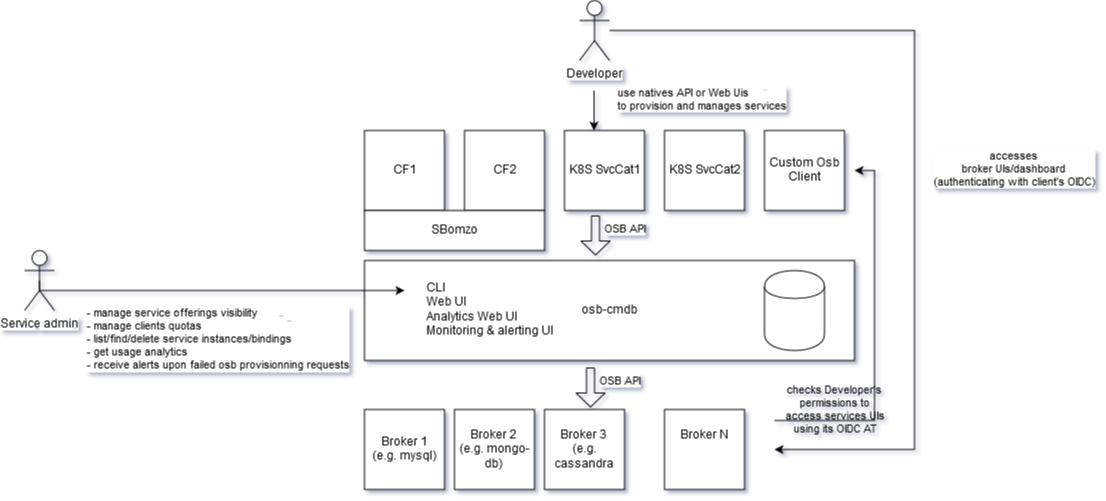 Developer
use natives API or Web Uis
to provision and manages services
accesses
broker UIs/dashboard
(authenticating with client's OIDC)
CF1
CF2
K8S SvcCat1
K8S SvcCat2
Custom Osb
Client
SBomzo
OSB API
Service admin
- manage service offerings visibility
- manage clients quotas
- list/find/delete service instances/bindings
- get usage analytics
- receive alerts upon failed osb provisionning requests
CLI
Web UI
Analytics Web UI
Monitoring & alerting UI
osb-cmdb
OSB API
checks Developer's
permissions to
access services UIs
using its OIDC AT
Broker 1
(e.g. mysql)
Broker 2
(e.g. mongo-
db)
Broker 3
(e.g.
cassandra
Broker N